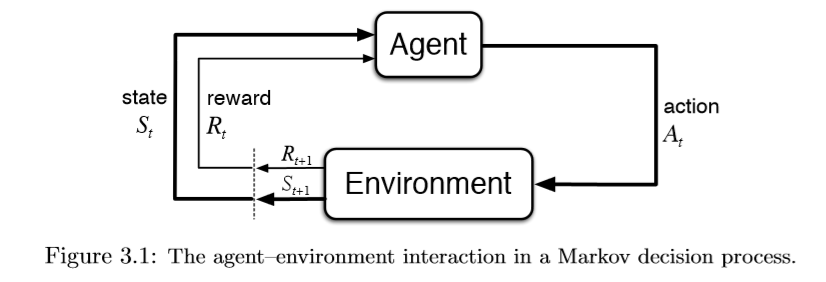 Agent
state
S_t
reward
R_t
action
A_t
R_{t+1}
S_{t+1}
Environment
Figure 3.1: The agent–environment interaction in a Markov decision process.